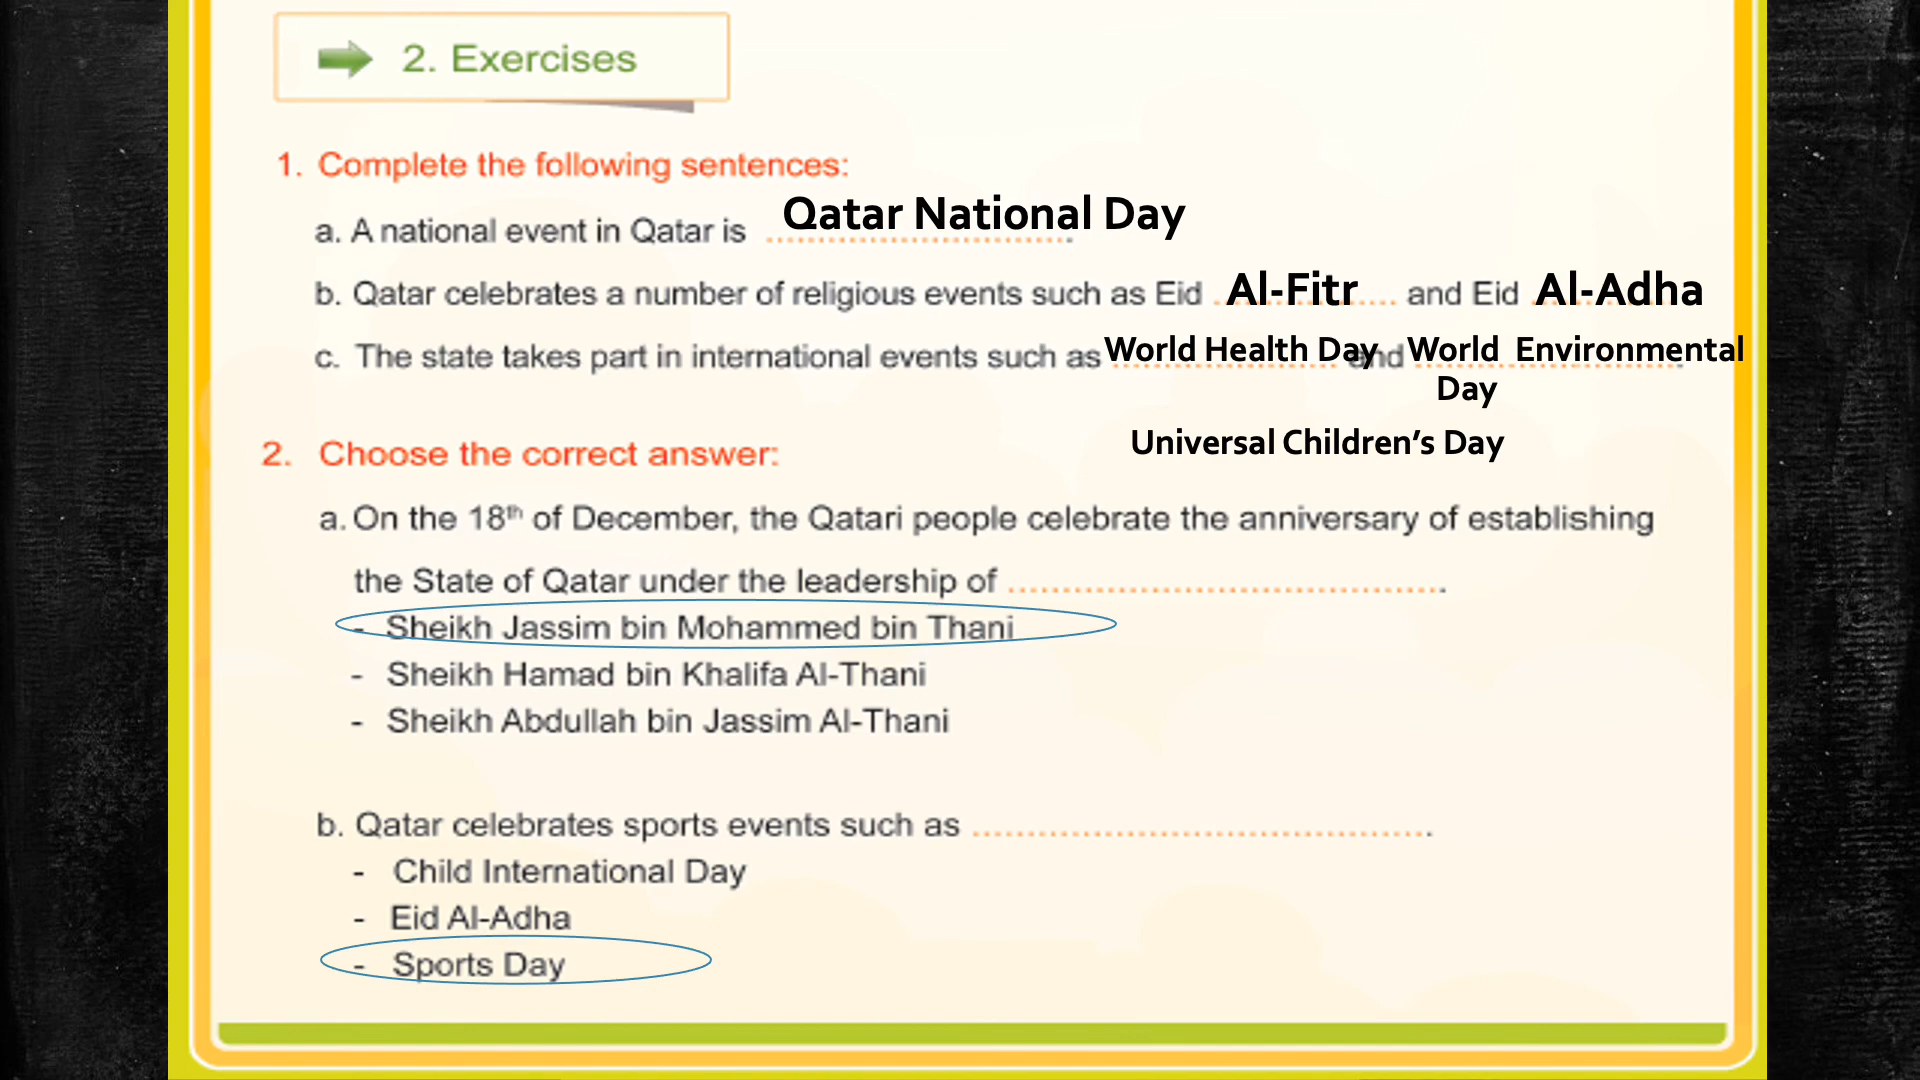 2. Exercises
1. Complete the following sentences:
a. A national event in Qatar is Qatar National Day.
b. Qatar celebrates a number of religious events such as Eid Al-Fitr and Eid Al-Adha
c. The state takes part in international events such as World Health Day and World Environmental
Day
Universal Children's Day
2. Choose the correct answer:
a. On the 18th of December, the Qatari people celebrate the anniversary of establishing
the State of Qatar under the leadership of ........................................
- Sheikh Jassim bin Mohammed bin Thani
- Sheikh Hamad bin Khalifa Al-Thani
- Sheikh Abdullah bin Jassim Al-Thani
b. Qatar celebrates sports events such as ..........................................
- Child International Day
- Eid Al-Adha
- Sports Day